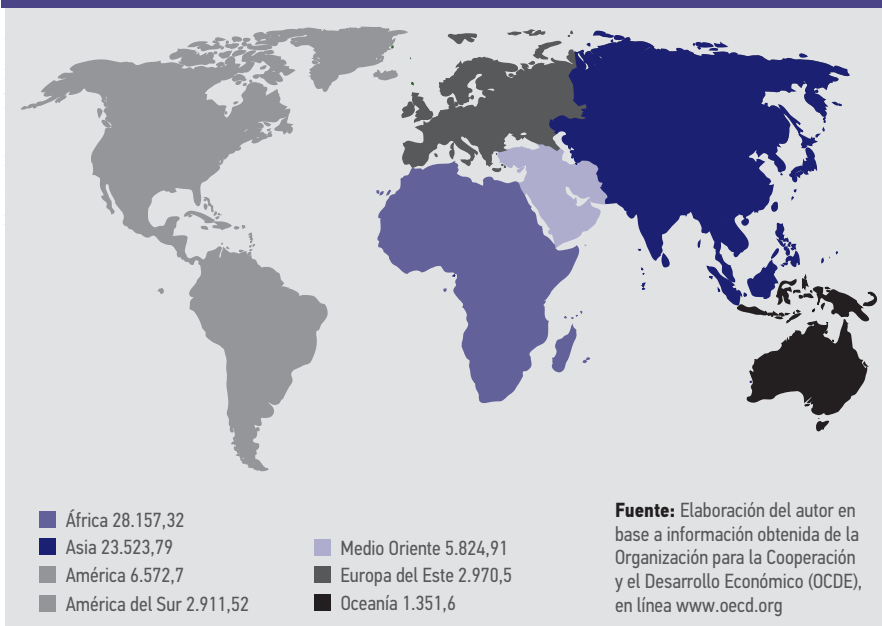 África 28.157,32
Asia 23.523,79
América 6.572,7
América del Sur 2.911,52
Medio Oriente 5.824,91
Europa del Este 2.970,5
Oceanía 1.351,6
Fuente: Elaboración del autor en
base a información obtenida de la
Organización para la Cooperación
y el Desarrollo Económico (OCDE),
en línea www.oecd.org